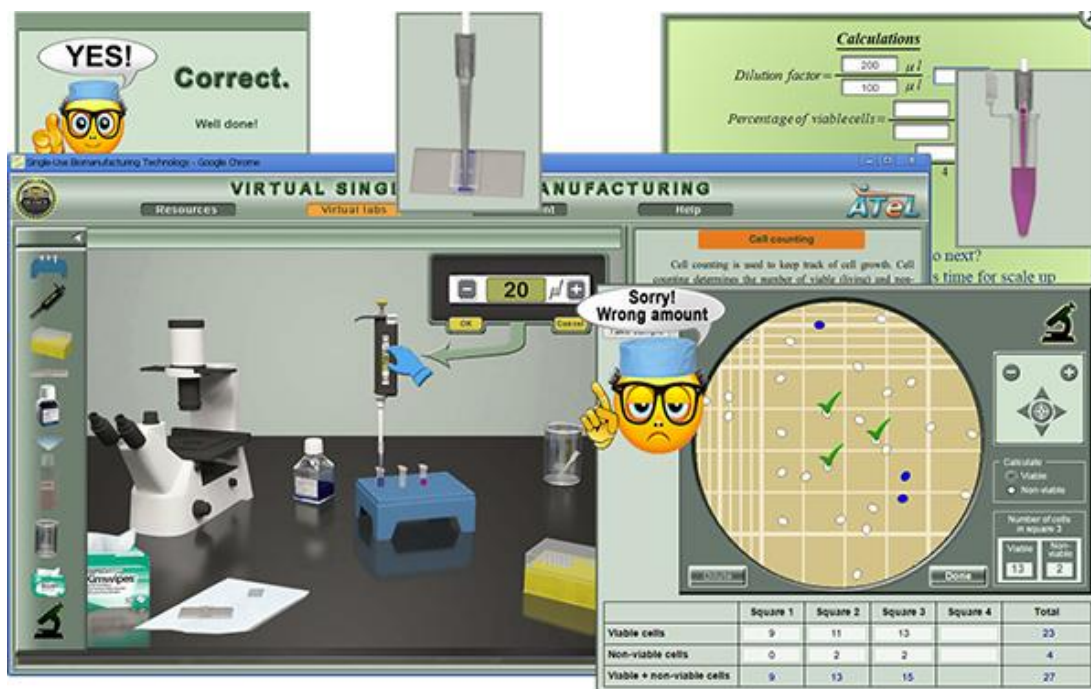 YES!
Correct.
Well done!
Calculations
Dilution factor = 200 µl
100 µl
Percentage of viable cells =
4
Single-Use Biomanufacturing Technology - Google Chrome
VIRTUAL SING
ANUFACTURING
Resources
Virtual labs
nt
Help
ATeL
Cell counting
Cell counting is used to keep track of cell growth. Cell
counting determines the number of viable (living) and non-
o next?
s time for scale up
20 µl
OK
Cancel
Sorry!
Wrong amount
Kimwipes
Calculate
Viable
Non-viable
Number of cells
in square 3
Viable
Non-
viable
13
2
Dilute
Done
Square 1 Square 2 Square 3 Square 4 Total
Viable cells 9 11 13 23
Non-viable cells 0 2 2 4
Viable + non-viable cells 9 13 15 27